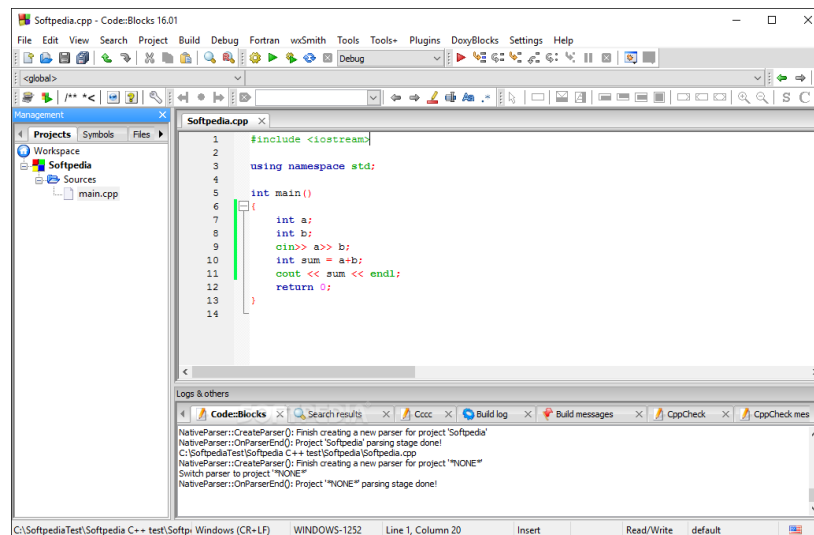 Softpedia.cpp - Code::Blocks 16.01
File Edit View Search Project Build Debug Fortran wxSmith Tools Tools+ Plugins DoxyBlocks Settings Help
Debug
<global>
/** *<
S C
Management
Softpedia.cpp
Projects Symbols Files
Workspace
Softpedia
Sources
main.cpp
1 #include <iostream>
2
3 using namespace std;
4
5 int main()
6 {
7 int a;
8 int b;
9 cin>> a>> b;
10 int sum = a+b;
11 cout << sum << endl;
12 return 0;
13 }
14
Logs & others
Code::Blocks Search results Cccc Build log Build messages CppCheck CppCheck mes
NativeParser::CreateParser(): Finish creating a new parser for project 'Softpedia'
NativeParser::OnParserEnd(): Project 'Softpedia' parsing stage done!
C:\SoftpediaTest\Softpedia C++ test\Softpedia\Softpedia.cpp
NativeParser::CreateParser(): Finish creating a new parser for project '*NONE*'
Switch parser to project '*NONE*'
NativeParser::OnParserEnd(): Project '*NONE*' parsing stage done!
C:\SoftpediaTest\Softpedia C++ test\Softp Windows (CR+LF) WINDOWS-1252 Line 1, Column 20 Insert Read/Write default